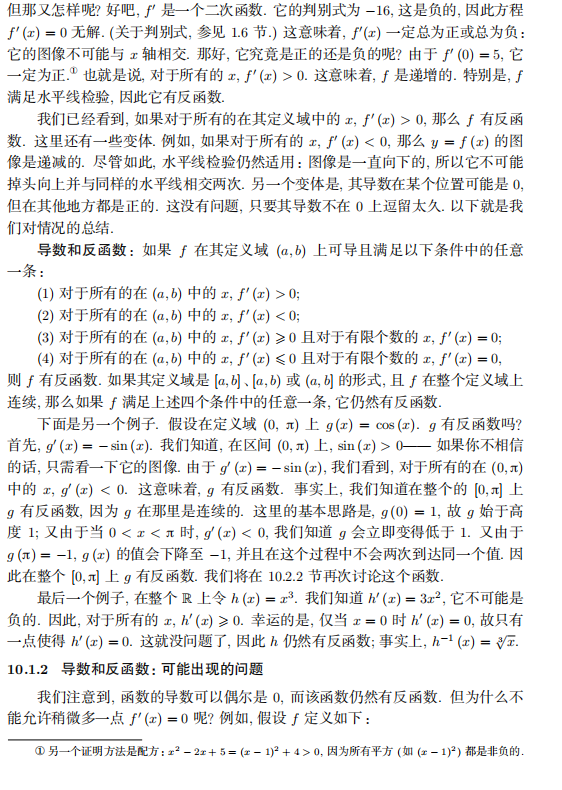 但那又怎样呢? 好吧, f′ 是一个二次函数. 它的判别式为 −16, 这是负的, 因此方程
f′(x) = 0 无解. (关于判别式, 参见 1.6 节.) 这意味着, f′(x) 一定总为正或总为负:
它的图像不可能与 x 轴相交. 那好, 它究竟是正的还是负的呢? 由于 f′(0) = 5, 它
一定为正.① 也就是说, 对于所有的 x, f′(x) > 0. 这意味着, f 是递增的. 特别是, f
满足水平线检验, 因此它有反函数.
我们已经看到, 如果对于所有的在其定义域中的 x, f′(x) > 0, 那么 f 有反函
数. 这里还有一些变体. 例如, 如果对于所有的 x, f′(x) < 0, 那么 y = f(x) 的图
像是递减的. 尽管如此, 水平线检验仍然适用: 图像是一直向下的, 所以它不可能
掉头向上并与同样的水平线相交两次. 另一个变体是, 其导数在某个位置可能是 0,
但在其他地方都是正的. 这没有问题, 只要其导数不在 0 上逗留太久. 以下就是我
们对情况的总结.
导数和反函数: 如果 f 在其定义域 (a, b) 上可导且满足以下条件中的任意
一条:
(1) 对于所有的在 (a, b) 中的 x, f′(x) > 0;
(2) 对于所有的在 (a, b) 中的 x, f′(x) < 0;
(3) 对于所有的在 (a, b) 中的 x, f′(x) ⩾ 0 且对于有限个数的 x, f′(x) = 0;
(4) 对于所有的在 (a, b) 中的 x, f′(x) ⩽ 0 且对于有限个数的 x, f′(x) = 0,
则 f 有反函数. 如果其定义域是 [a, b]、[a, b) 或 (a, b] 的形式, 且 f 在整个定义域上
连续, 那么如果 f 满足上述四个条件中的任意一条, 它仍然有反函数.
下面是另一个例子. 假设在定义域 (0, π) 上 g(x) = cos(x). g 有反函数吗?
首先, g′(x) = − sin(x). 我们知道, 在区间 (0, π) 上, sin(x) > 0—— 如果你不相信
的话, 只需看一下它的图像. 由于 g′(x) = − sin(x), 我们看到, 对于所有的在 (0, π)
中的 x, g′(x) < 0. 这意味着, g 有反函数. 事实上, 我们知道在整个的 [0, π] 上
g 有反函数, 因为 g 在那里是连续的. 这里的基本思路是, g(0) = 1, 故 g 始于高
度 1; 又由于当 0 < x < π 时, g′(x) < 0, 我们知道 g 会立即变得低于 1. 又由于
g(π) = −1, g(x) 的值会下降至 −1, 并且在这个过程中不会两次到达同一个值. 因
此在整个 [0, π] 上 g 有反函数. 我们将在 10.2.2 节再次讨论这个函数.
最后一个例子, 在整个 ℝ 上令 h(x) = x³. 我们知道 h′(x) = 3x², 它不可能是
负的. 因此, 对于所有的 x, h′(x) ⩾ 0. 幸运的是, 仅当 x = 0 时 h′(x) = 0, 故只有
一点使得 h′(x) = 0. 这就没问题了, 因此 h 仍然有反函数; 事实上, h⁻¹(x) = ∛x.
10.1.2 导数和反函数: 可能出现的问题
我们注意到, 函数的导数可以偶尔是 0, 而该函数仍然有反函数. 但为什么不
能允许稍微多一点 f′(x) = 0 呢? 例如, 假设 f 定义如下:
① 另一个证明方法是配方: x² − 2x + 5 = (x − 1)² + 4 > 0, 因为所有平方 (如 (x − 1)²) 都是非负的.